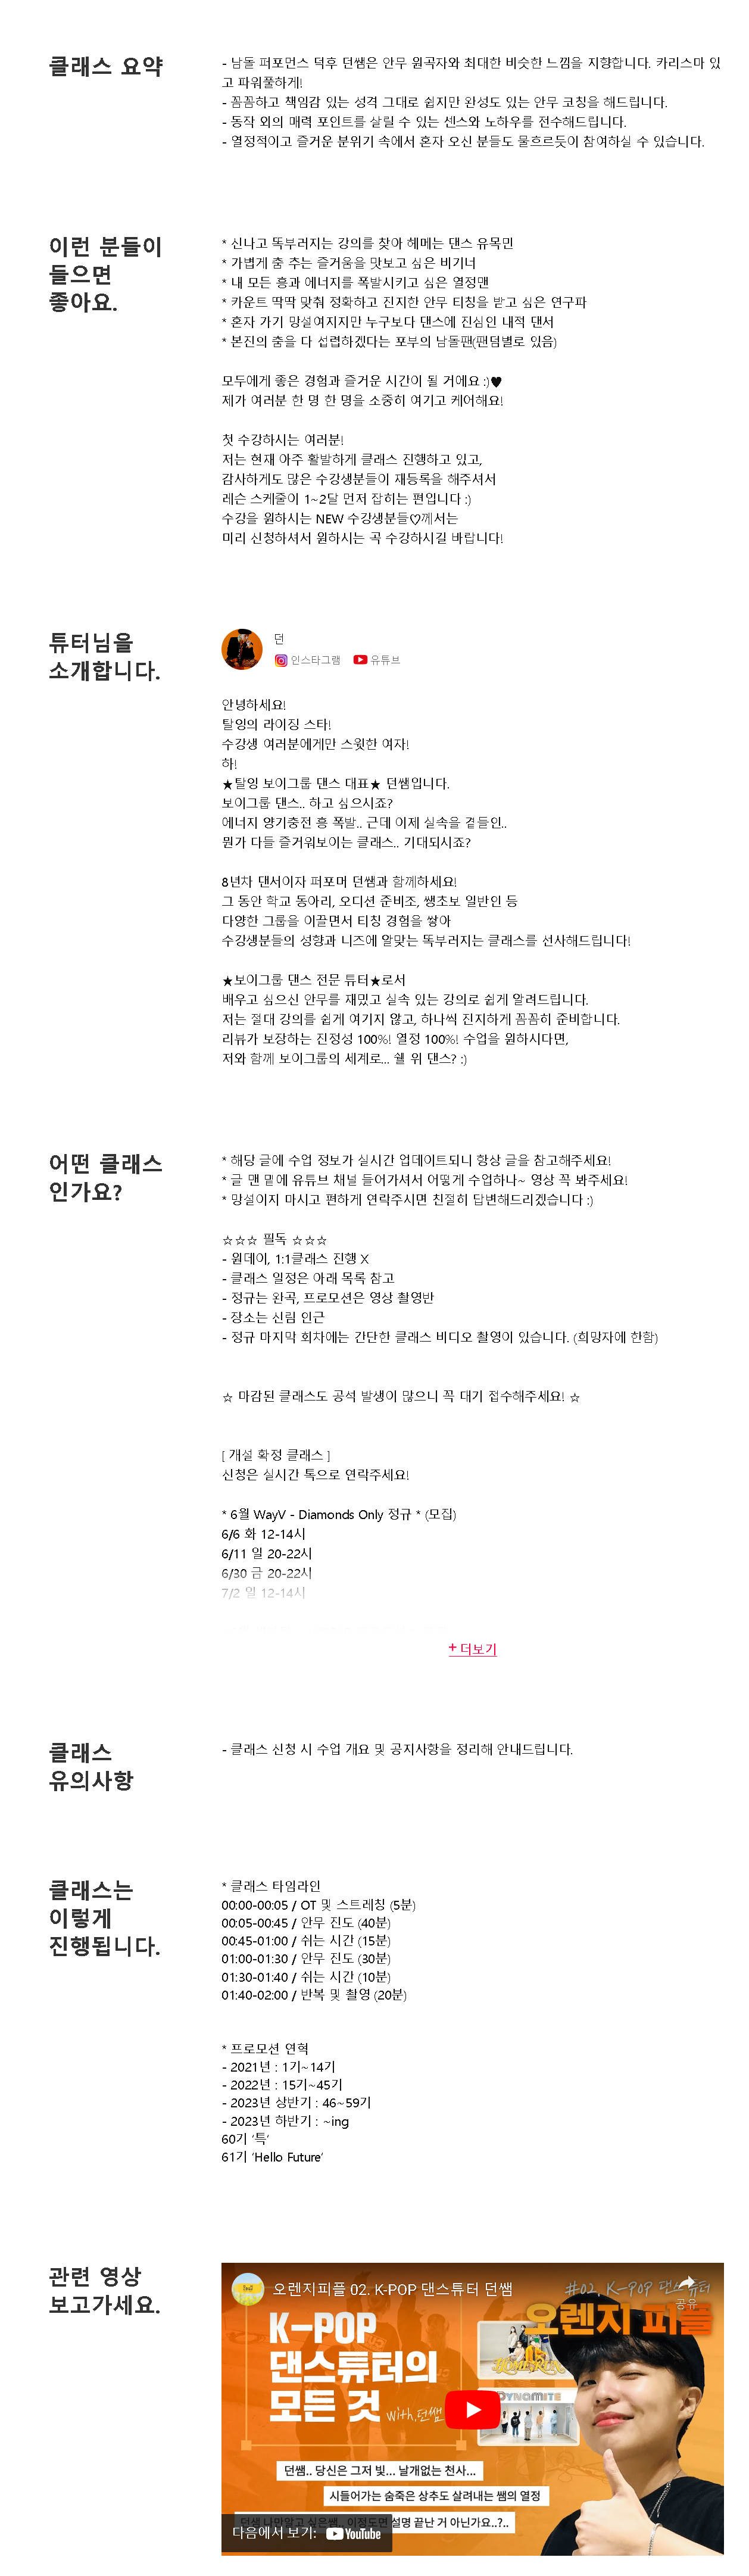 클래스 요약
- 남돌 퍼포먼스 덕후 던쌤은 안무 원곡자와 최대한 비슷한 느낌을 지향합니다. 카리스마 있
고 파워풀하게!
- 꼼꼼하고 책임감 있는 성격 그대로 쉽지만 완성도 있는 안무 코칭을 해드립니다.
- 동작 외의 매력 포인트를 살릴 수 있는 센스와 노하우를 전수해드립니다.
- 열정적이고 즐거운 분위기 속에서 혼자 오신 분들도 물흐르듯이 참여하실 수 있습니다.
이런 분들이
들으면
좋아요.
* 신나고 똑부러지는 강의를 찾아 헤메는 댄스 유목민
* 가볍게 춤 추는 즐거움을 맛보고 싶은 비기너
* 내 모든 흥과 에너지를 폭발시키고 싶은 열정맨
* 카운트 딱딱 맞춰 정확하고 진지한 안무 티칭을 받고 싶은 연구파
* 혼자 가기 망설여지지만 누구보다 댄스에 진심인 내적 댄서
* 본진의 춤을 다 섭렵하겠다는 포부의 남돌팬(팬덤별로 있음)
모두에게 좋은 경험과 즐거운 시간이 될 거에요 :)♥
제가 여러분 한 명 한 명을 소중히 여기고 케어해요!
첫 수강하시는 여러분!
저는 현재 아주 활발하게 클래스 진행하고 있고,
감사하게도 많은 수강생분들이 재등록을 해주셔서
레슨 스케줄이 1~2달 먼저 잡히는 편입니다 :)
수강을 원하시는 NEW 수강생분들♡께서는
미리 신청하셔서 원하시는 곡 수강하시길 바랍니다!
튜터님을
소개합니다.
던
인스타그램 유튜브
안녕하세요!
탈잉의 라이징 스타!
수강생 여러분에게만 스윗한 여자!
하!
★탈잉 보이그룹 댄스 대표★ 던쌤입니다.
보이그룹 댄스.. 하고 싶으시죠?
에너지 양기충전 흥 폭발.. 근데 이제 실속을 곁들인..
뭔가 다들 즐거워보이는 클래스.. 기대되시죠?
8년차 댄서이자 퍼포머 던쌤과 함께하세요!
그 동안 학교 동아리, 오디션 준비조, 쌩초보 일반인 등
다양한 그룹을 이끌면서 티칭 경험을 쌓아
수강생분들의 성향과 니즈에 알맞는 똑부러지는 클래스를 선사해드립니다!
★보이그룹 댄스 전문 튜터★로서
배우고 싶으신 안무를 재밌고 실속 있는 강의로 쉽게 알려드립니다.
저는 절대 강의를 쉽게 여기지 않고, 하나씩 진지하게 꼼꼼히 준비합니다.
리뷰가 보장하는 진정성 100%! 열정 100%! 수업을 원하시다면,
저와 함께 보이그룹의 세계로... 쉘 위 댄스? :)
어떤 클래스
인가요?
* 해당 글에 수업 정보가 실시간 업데이트되니 항상 글을 참고해주세요!
* 글 맨 밑에 유튜브 채널 들어가셔서 어떻게 수업하나~ 영상 꼭 봐주세요!
* 망설이지 마시고 편하게 연락주시면 친절히 답변해드리겠습니다 :)
☆☆☆ 필독 ☆☆☆
- 원데이, 1:1클래스 진행 X
- 클래스 일정은 아래 목록 참고
- 정규는 완곡, 프로모션은 영상 촬영반
- 장소는 신림 인근
- 정규 마지막 회차에는 간단한 클래스 비디오 촬영이 있습니다. (희망자에 한함)
☆ 마감된 클래스도 공석 발생이 많으니 꼭 대기 접수해주세요! ☆
[ 개설 확정 클래스 ]
신청은 실시간 톡으로 연락주세요!
* 6월 WayV - Diamonds Only 정규 * (모집)
6/6 화 12-14시
6/11 일 20-22시
6/30 금 20-22시
7/2 일 12-14시
+ 더보기
클래스
유의사항
- 클래스 신청 시 수업 개요 및 공지사항을 정리해 안내드립니다.
클래스는
이렇게
진행됩니다.
* 클래스 타임라인
00:00-00:05 / OT 및 스트레칭 (5분)
00:05-00:45 / 안무 진도 (40분)
00:45-01:00 / 쉬는 시간 (15분)
01:00-01:30 / 안무 진도 (30분)
01:30-01:40 / 쉬는 시간 (10분)
01:40-02:00 / 반복 및 촬영 (20분)
* 프로모션 연혁
- 2021년 : 1기~14기
- 2022년 : 15기~45기
- 2023년 상반기 : 46~59기
- 2023년 하반기 : ~ing
60기 '특'
61기 'Hello Future'
관련 영상
보고가세요.
오렌지피플 02. K-POP 댄스튜터 던쌤
#02. K-POP 댄스튜터
공유
오렌지 피플
K-POP
댄스튜터의
모든 것 with.던쌤
HOME;RUN
DYNAMITE
던쌤.. 당신은 그저 빛... 날개없는 천사...
시들어가는 숨죽은 상추도 살려내는 쌤의 열정
던쌤 나만알고 싶은쌤.. 이정도면 설명 끝난 거 아닌가요..?..
다음에서 보기: YouTube